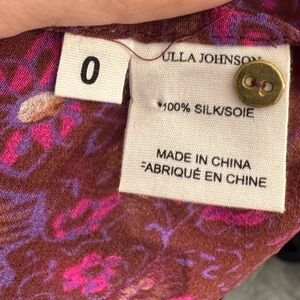 0
ULLA JOHNSON
*100% SILK/SOIE
MADE IN CHINA
FABRIQUÉ EN CHINE